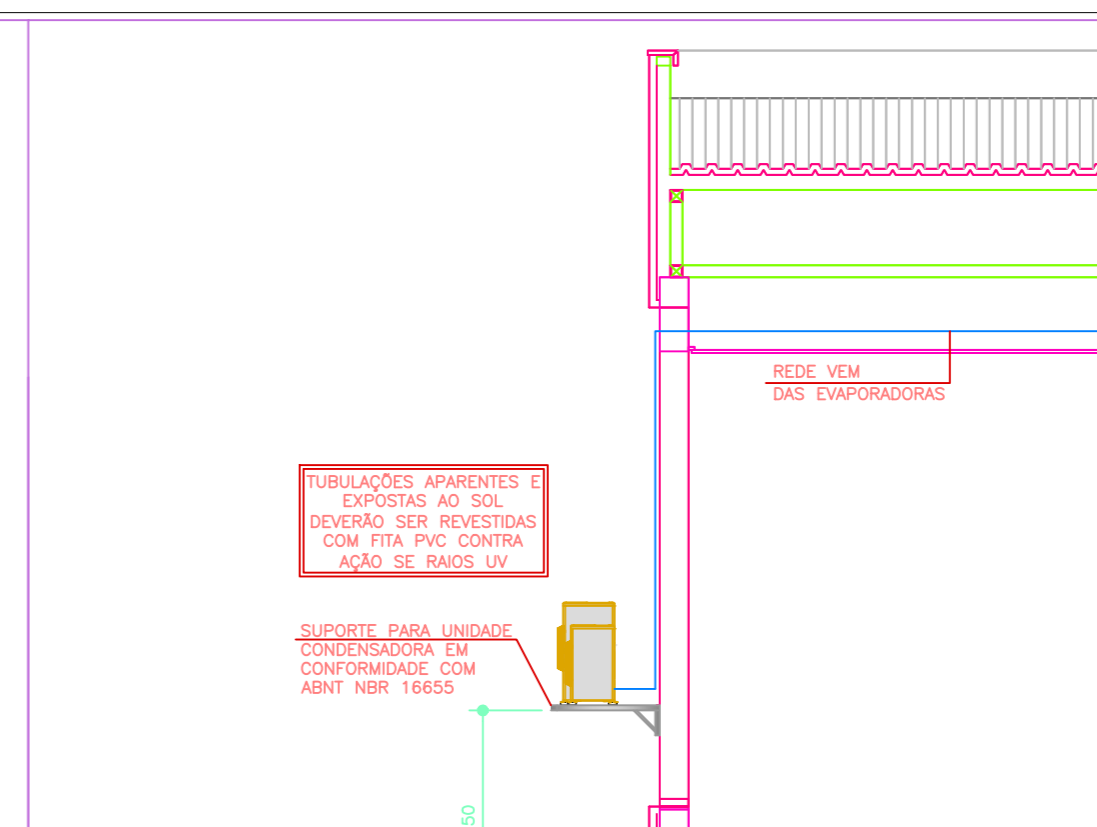 REDE VEM
DAS EVAPORADORAS
TUBULAÇÕES APARENTES E
EXPOSTAS AO SOL
DEVERÃO SER REVESTIDAS
COM FITA PVC CONTRA
AÇÃO SE RAIOS UV
SUPORTE PARA UNIDADE
CONDENSADORA EM
CONFORMIDADE COM
ABNT NBR 16655
50